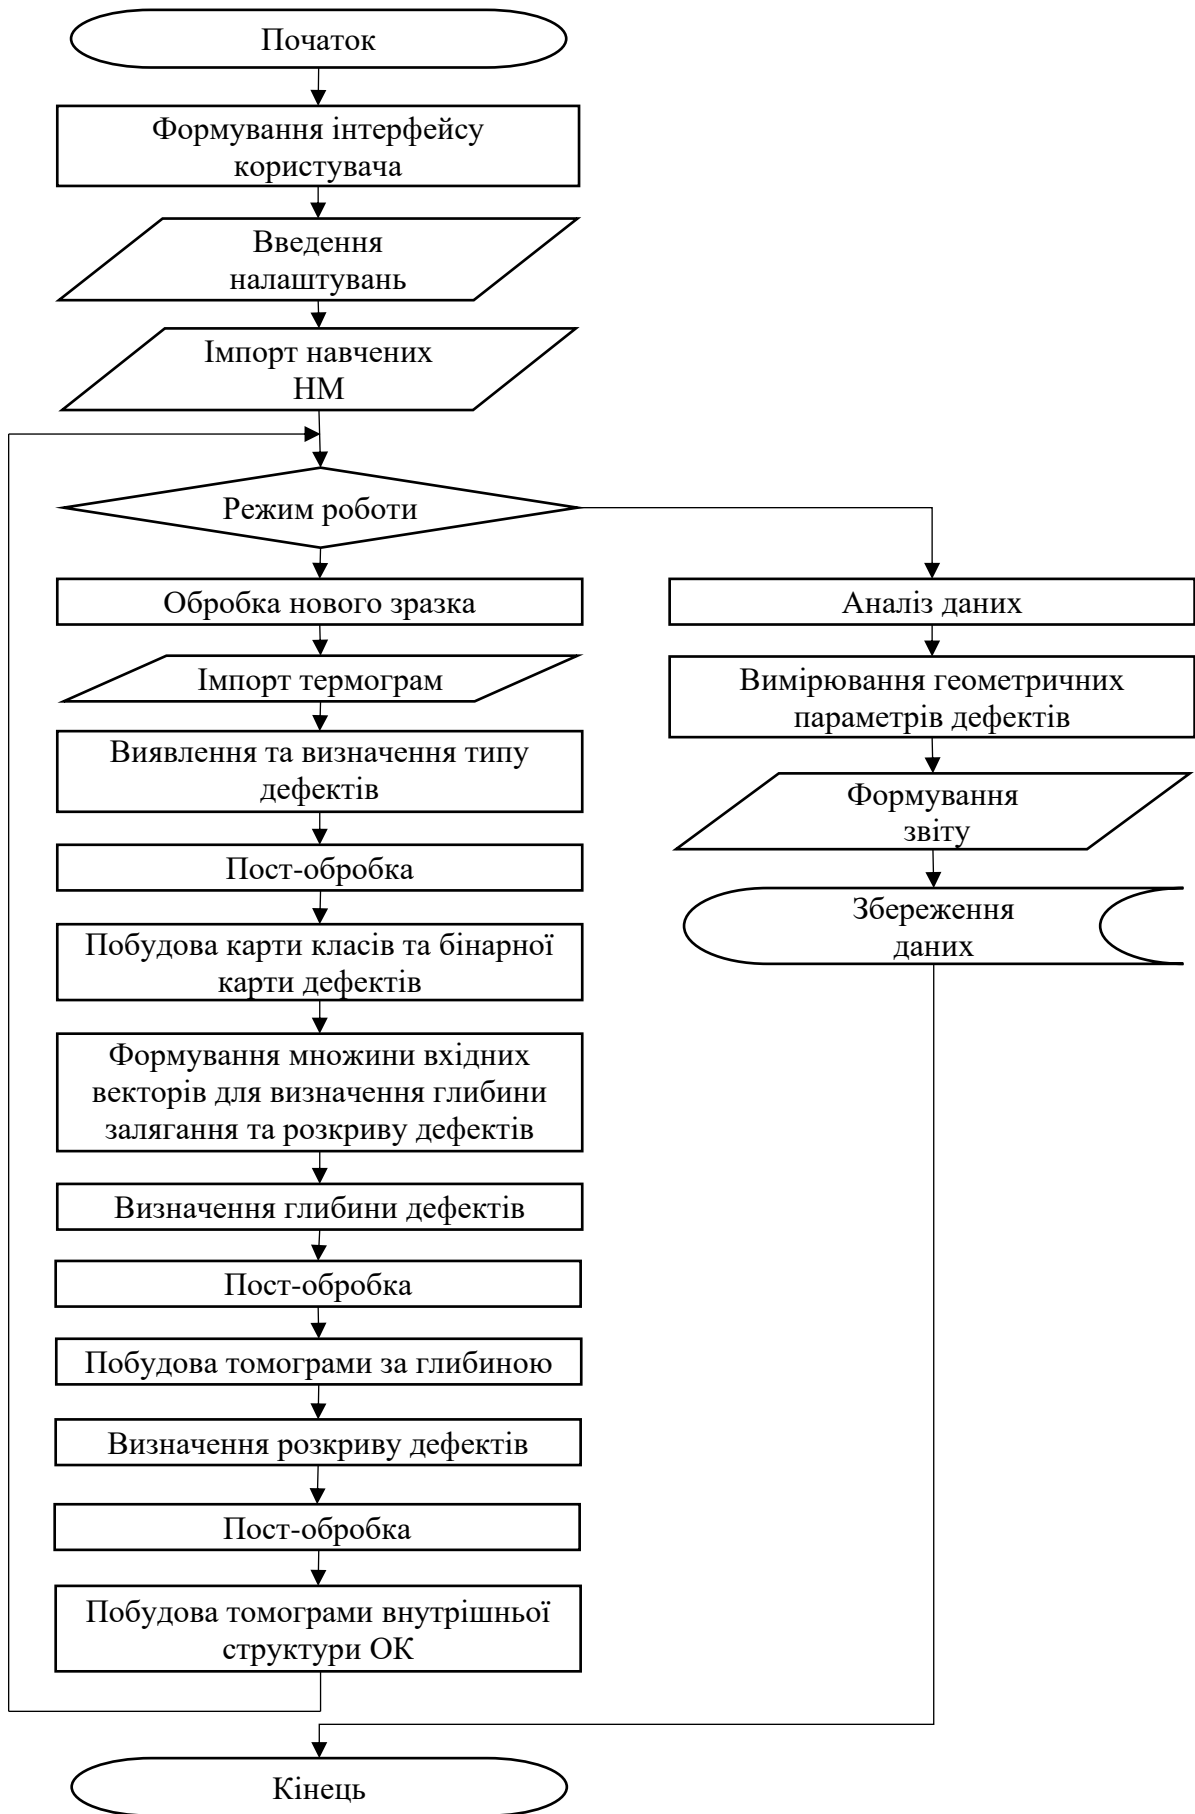 Початок
Формування інтерфейсу
користувача
Введення
налаштувань
Імпорт навчених
НМ
Режим роботи
Обробка нового зразка
Імпорт термограм
Виявлення та визначення типу
дефектів
Пост-обробка
Побудова карти класів та бінарної
карти дефектів
Формування множини вхідних
векторів для визначення глибини
залягання та розкриву дефектів
Визначення глибини дефектів
Пост-обробка
Побудова томограми за глибиною
Визначення розкриву дефектів
Пост-обробка
Побудова томограми внутрішньої
структури ОК
Аналіз даних
Вимірювання геометричних
параметрів дефектів
Формування
звіту
Збереження
даних
Кінець